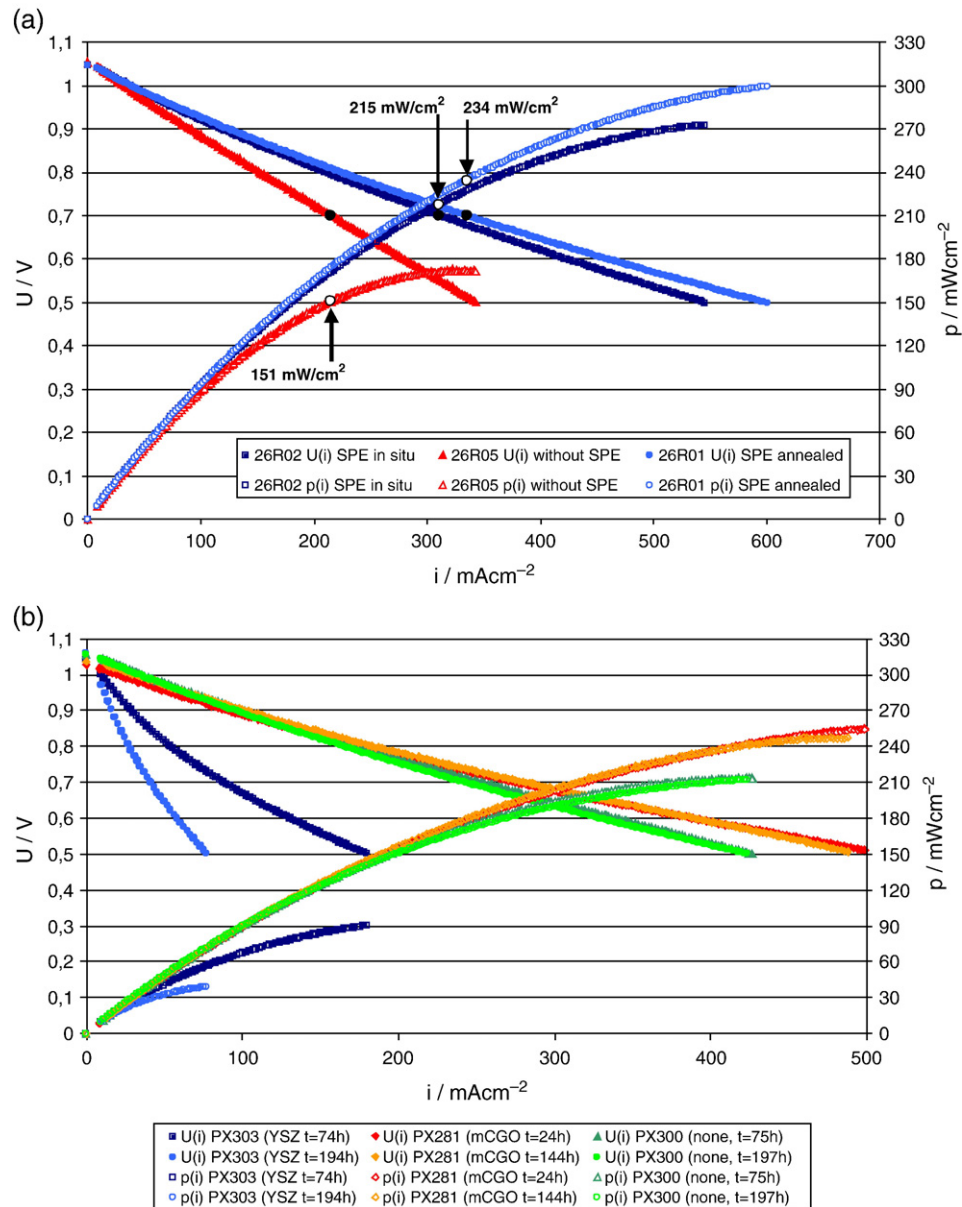 (a)
1,1
1
0,9
0,8
0,7
0,6
0,5
0,4
0,3
0,2
0,1
0
U / V
330
300
270
240
210
180
150
120
90
60
30
0
p / mWcm−2
215 mW/cm2
234 mW/cm2
151 mW/cm2
26R02 U(i) SPE in situ
26R05 U(i) without SPE
26R01 U(i) SPE annealed
26R02 p(i) SPE in situ
26R05 p(i) without SPE
26R01 p(i) SPE annealed
0 100 200 300 400 500 600 700
i / mAcm−2
(b)
1,1
1
0,9
0,8
0,7
0,6
0,5
0,4
0,3
0,2
0,1
0
U / V
330
300
270
240
210
180
150
120
90
60
30
0
p / mWcm−2
0 100 200 300 400 500
i / mAcm−2
U(i) PX303 (YSZ t=74h)
U(i) PX281 (mCGO t=24h)
U(i) PX300 (none, t=75h)
U(i) PX303 (YSZ t=194h)
U(i) PX281 (mCGO t=144h)
U(i) PX300 (none, t=197h)
p(i) PX303 (YSZ t=74h)
p(i) PX281 (mCGO t=24h)
p(i) PX300 (none, t=75h)
p(i) PX303 (YSZ t=194h)
p(i) PX281 (mCGO t=144h)
p(i) PX300 (none, t=197h)